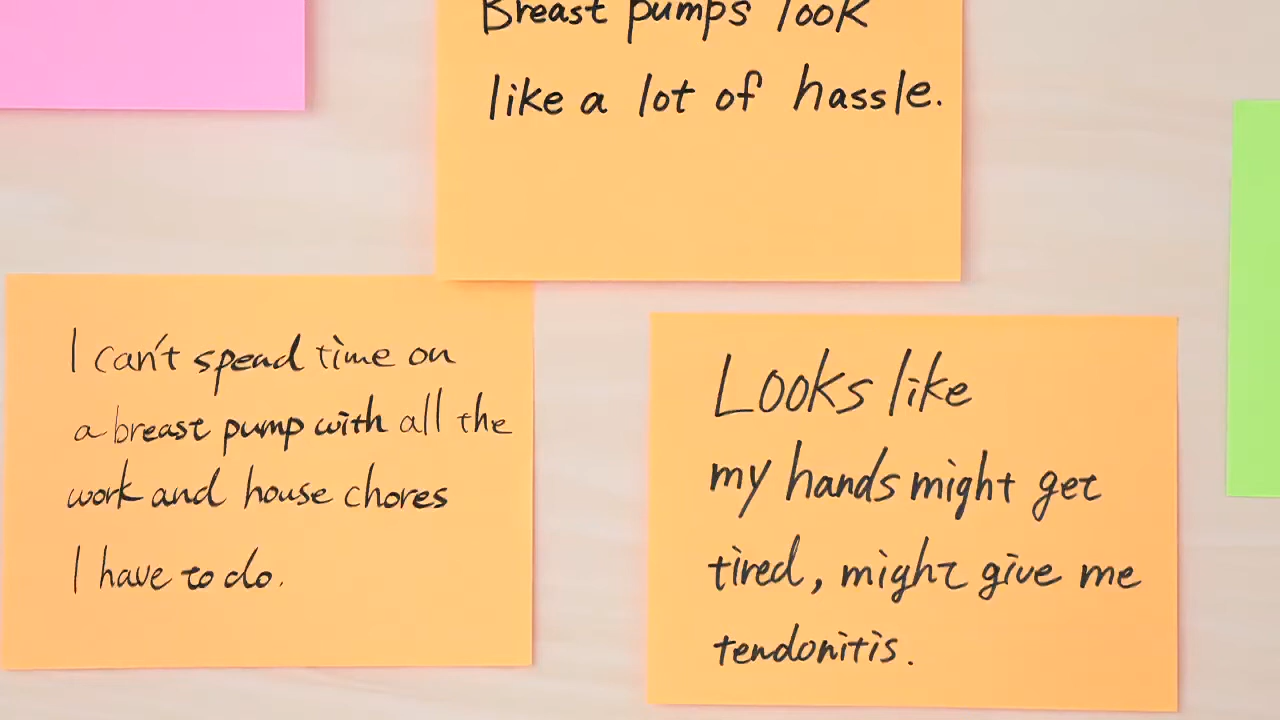 Breast pumps look
like a lot of hassle.
I can't spend time on
a breast pump with all the
work and house chores
I have to do.
Looks like
my hands might get
tired, might give me
tendonitis.